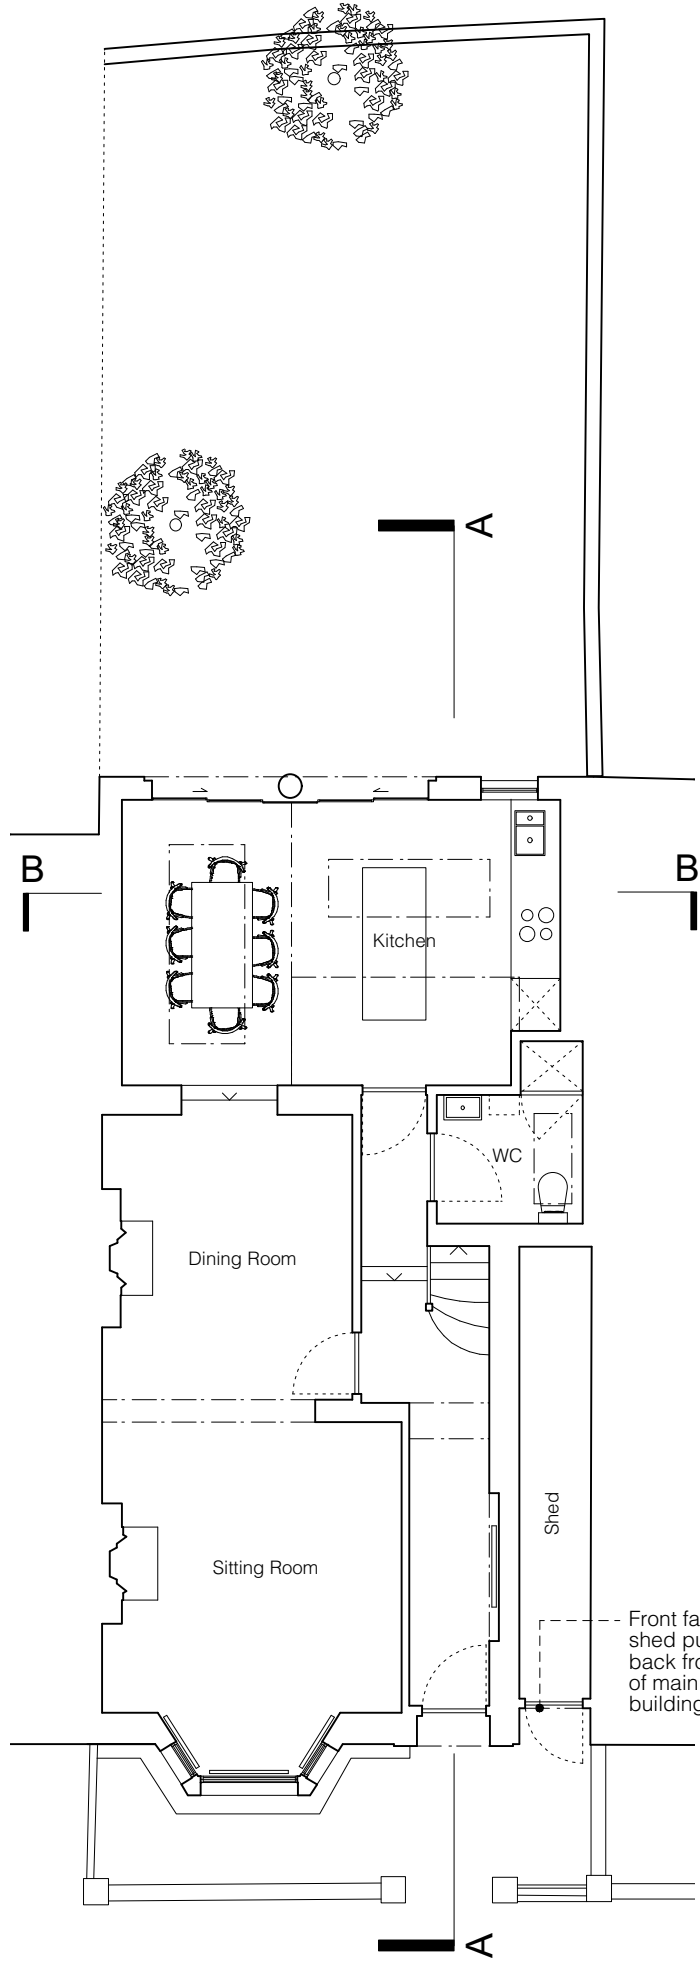 A
B
B
Kitchen
WC
Dining Room
Shed
Sitting Room
Front fa
shed pu
back fro
of main
building
A